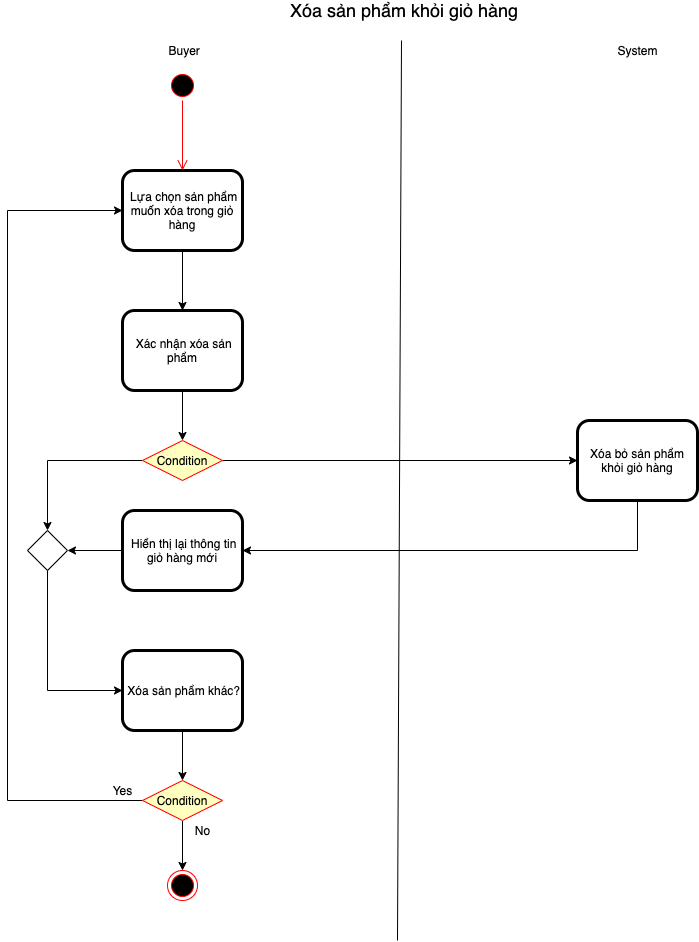 Xóa sản phẩm khỏi giỏ hàng
Buyer
System
Lựa chọn sản phẩm
muốn xóa trong giỏ
hàng
Xác nhận xóa sản
phẩm
Condition
Xóa bỏ sản phẩm
khỏi giỏ hàng
Hiển thị lại thông tin
giỏ hàng mới
Xóa sản phẩm khác?
Yes
Condition
No